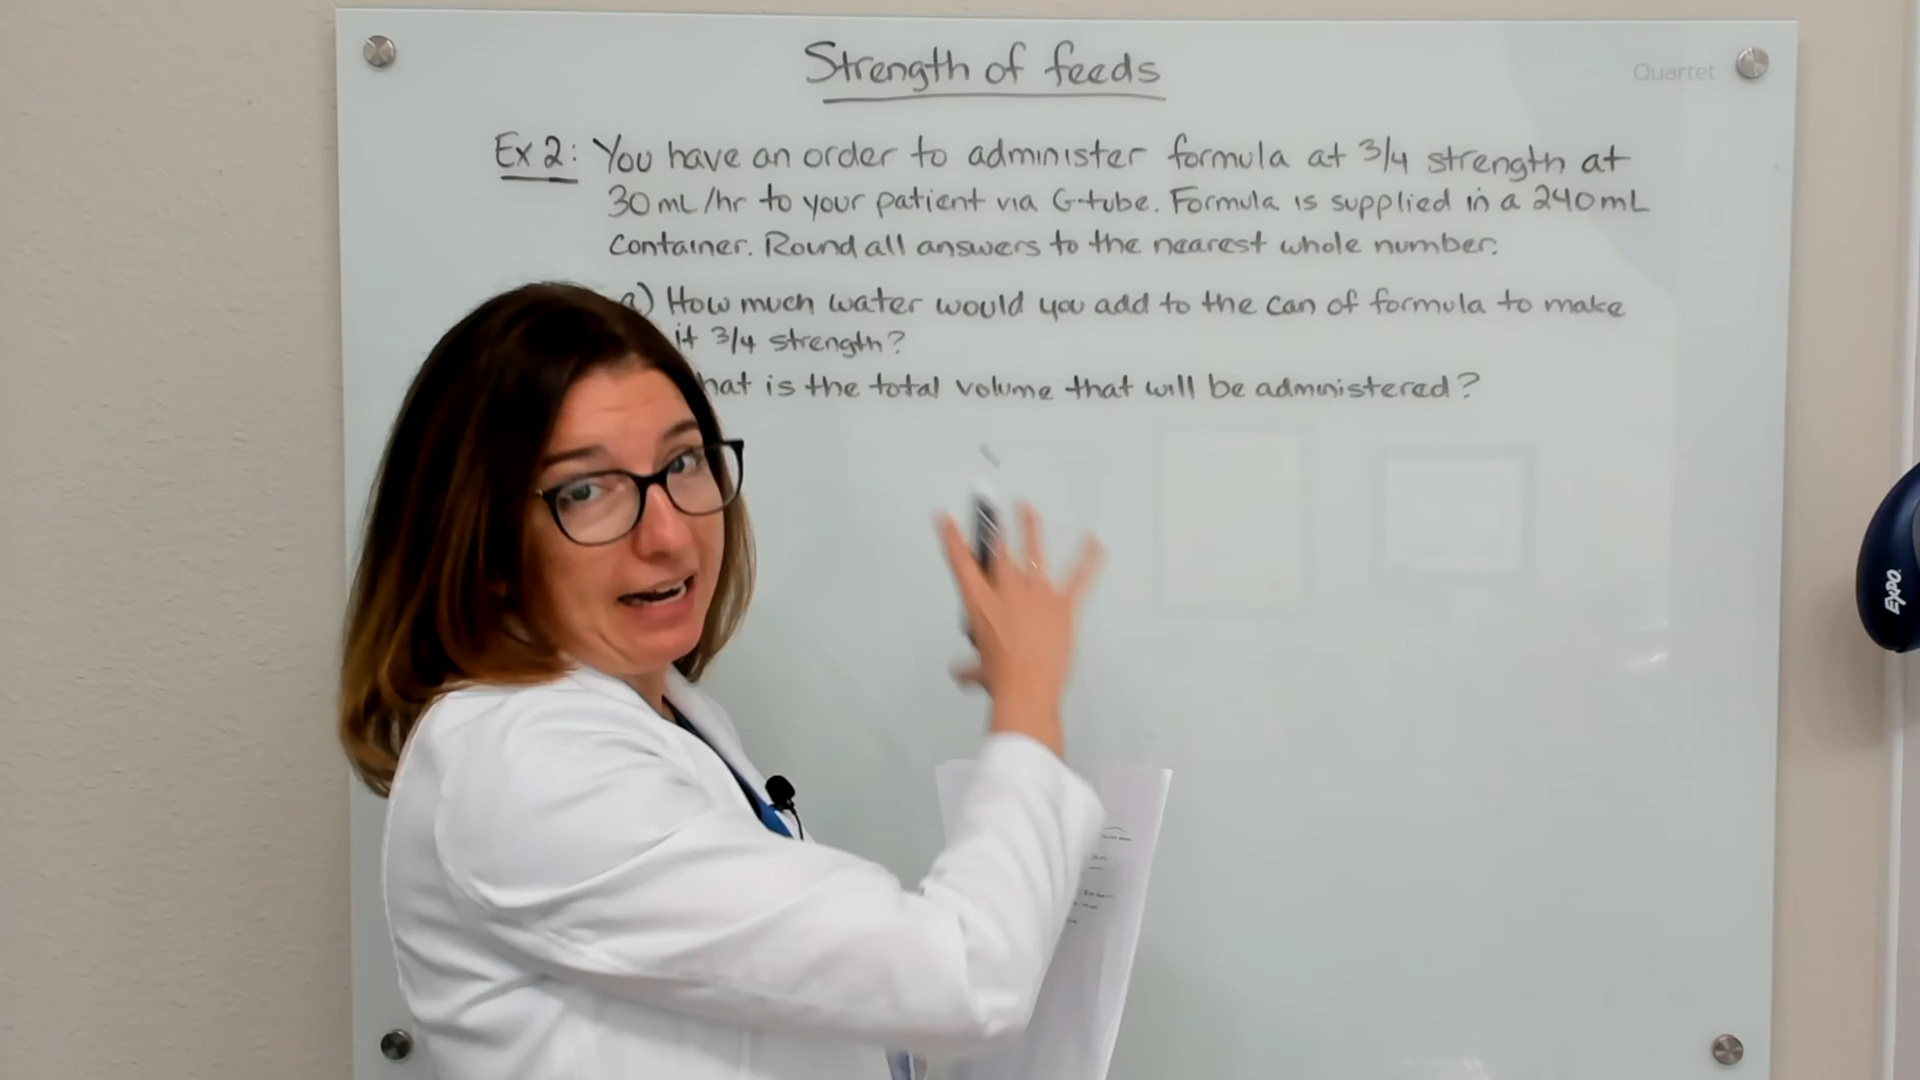 Strength of feeds
Quartet
Ex 2: You have an order to administer formula at 3/4 strength at
30 mL/hr to your patient via G-tube. Formula is supplied in a 240 mL
Container. Round all answers to the nearest whole number.
a) How much water would you add to the can of formula to make
it 3/4 strength?
hat is the total volume that will be administered?
EXPO